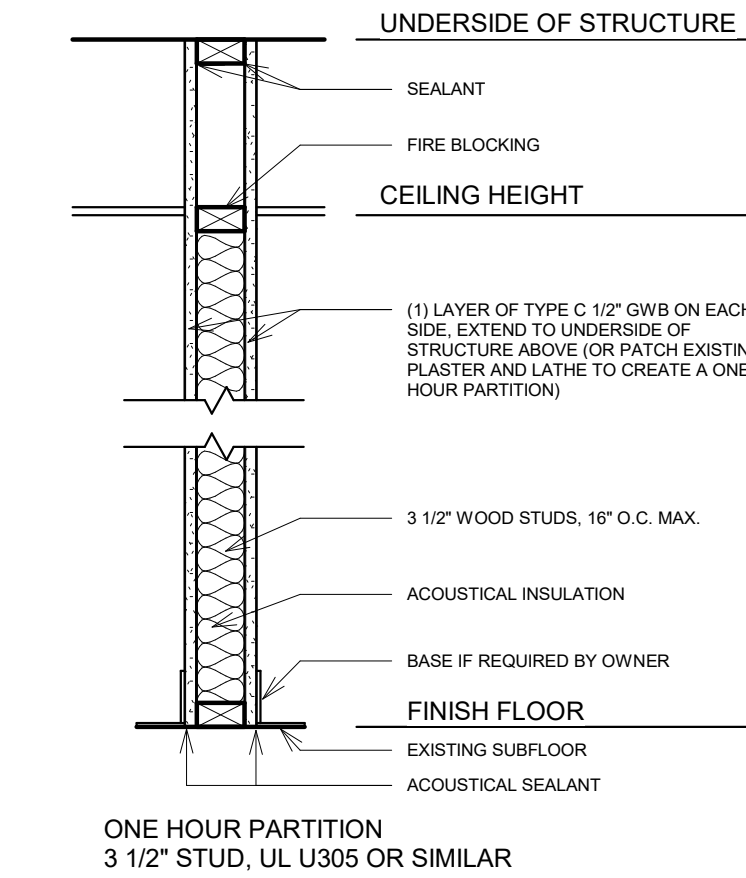 UNDERSIDE OF STRUCTURE
SEALANT
FIRE BLOCKING
CEILING HEIGHT
(1) LAYER OF TYPE C 1/2" GWB ON EACH
SIDE, EXTEND TO UNDERSIDE OF
STRUCTURE ABOVE (OR PATCH EXISTIN
PLASTER AND LATHE TO CREATE A ONE
HOUR PARTITION)
3 1/2" WOOD STUDS, 16" O.C. MAX.
ACOUSTICAL INSULATION
BASE IF REQUIRED BY OWNER
FINISH FLOOR
EXISTING SUBFLOOR
ACOUSTICAL SEALANT
ONE HOUR PARTITION
3 1/2" STUD, UL U305 OR SIMILAR